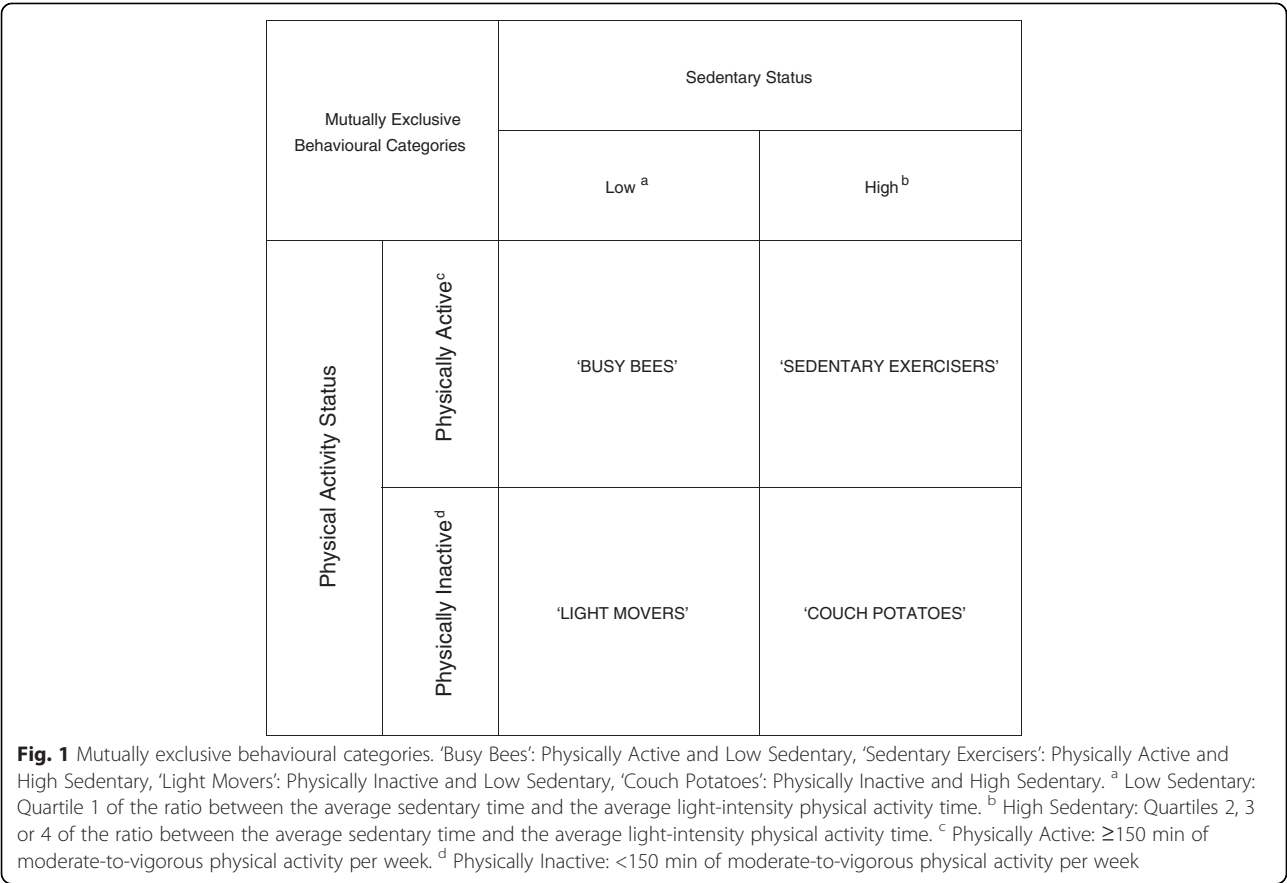 Sedentary Status
Mutually Exclusive
Behavioural Categories
Low a
High b
Physical Activity Status
Physically Active c
'BUSY BEES'
‘SEDENTARY EXERCISERS’
Physically Inactive d
‘LIGHT MOVERS’
‘COUCH POTATOES’
Fig. 1 Mutually exclusive behavioural categories. ‘Busy Bees’: Physically Active and Low Sedentary, ‘Sedentary Exercisers’: Physically Active and
High Sedentary, ‘Light Movers’: Physically Inactive and Low Sedentary, ‘Couch Potatoes’: Physically Inactive and High Sedentary. a Low Sedentary:
Quartile 1 of the ratio between the average sedentary time and the average light-intensity physical activity time. b High Sedentary: Quartiles 2, 3
or 4 of the ratio between the average sedentary time and the average light-intensity physical activity time. c Physically Active: ≥150 min of
moderate-to-vigorous physical activity per week. d Physically Inactive: <150 min of moderate-to-vigorous physical activity per week